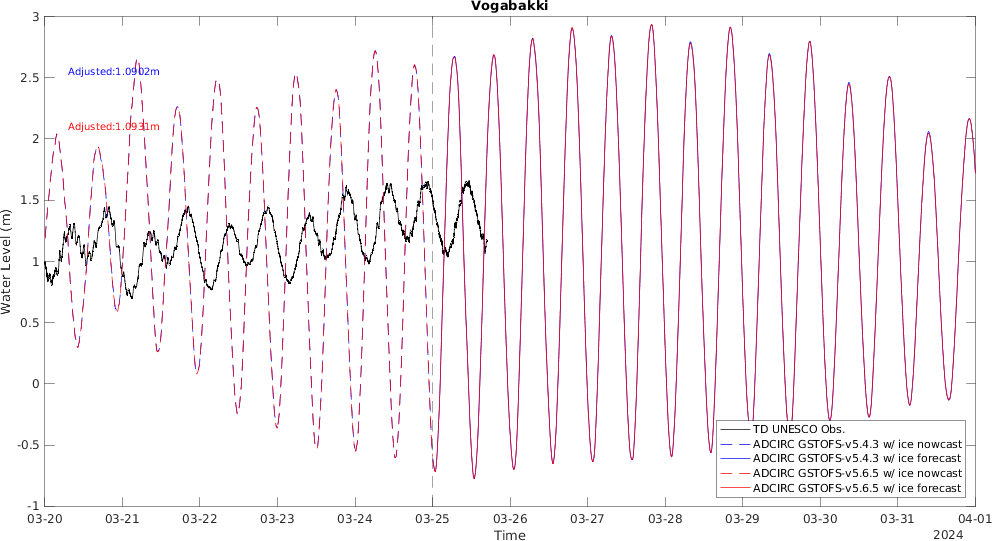 Vogabakki
3
2.5
2
1.5
1
0.5
0
-0.5
-1
Water Level (m)
Adjusted:1.0902m
Adjusted:1.0931m
TD UNESCO Obs.
ADCIRC GSTOFS-v5.4.3 w/ ice nowcast
ADCIRC GSTOFS-v5.4.3 w/ ice forecast
ADCIRC GSTOFS-v5.6.5 w/ ice nowcast
ADCIRC GSTOFS-v5.6.5 w/ ice forecast
03-20 03-21 03-22 03-23 03-24 03-25 03-26 03-27 03-28 03-29 03-30 03-31 04-01
Time
2024